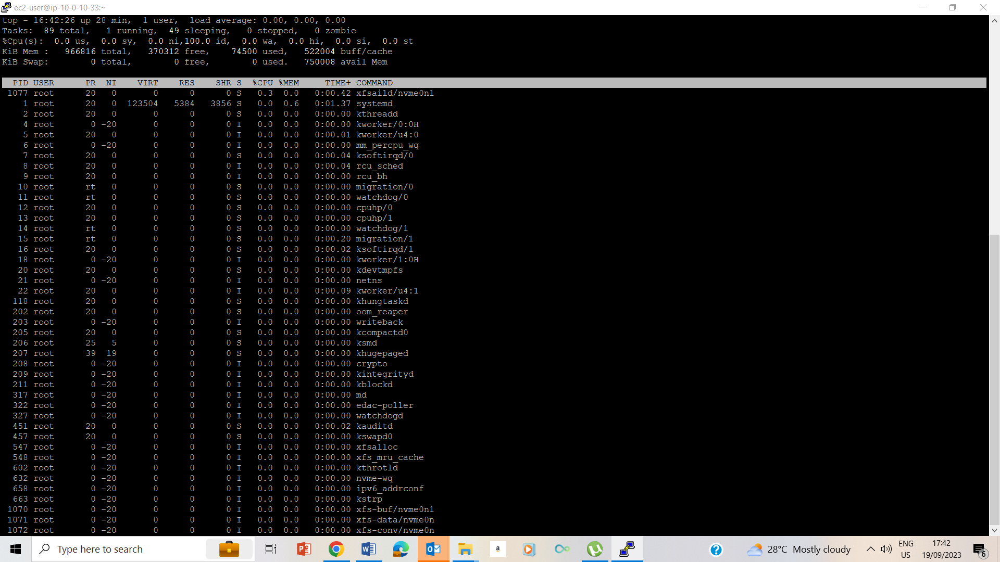 ec2-user@ip-10-0-10-33:~
top - 16:42:26 up 28 min,  1 user,  load average: 0.00, 0.00, 0.00
Tasks:  89 total,   1 running,  49 sleeping,   0 stopped,   0 zombie
%Cpu(s):  0.0 us,  0.0 sy,  0.0 ni,100.0 id,  0.0 wa,  0.0 hi,  0.0 si,  0.0 st
KiB Mem :   966816 total,   370312 free,    74500 used,   522004 buff/cache
KiB Swap:        0 total,        0 free,        0 used.   750008 avail Mem
PID USER      PR  NI    VIRT    RES    SHR S  %CPU %MEM     TIME+ COMMAND
1077 root      20   0       0      0      0 S   0.3  0.0   0:00.42 xfsaild/nvme0n1
1 root      20   0  123504   5384   3856 S   0.0  0.6   0:01.37 systemd
2 root      20   0       0      0      0 S   0.0  0.0   0:00.00 kthreadd
4 root       0 -20       0      0      0 I   0.0  0.0   0:00.00 kworker/0:0H
5 root      20   0       0      0      0 I   0.0  0.0   0:00.01 kworker/u4:0
6 root       0 -20       0      0      0 I   0.0  0.0   0:00.00 mm_percpu_wq
7 root      20   0       0      0      0 S   0.0  0.0   0:00.04 ksoftirqd/0
8 root      20   0       0      0      0 I   0.0  0.0   0:00.04 rcu_sched
9 root      20   0       0      0      0 I   0.0  0.0   0:00.00 rcu_bh
10 root      rt   0       0      0      0 S   0.0  0.0   0:00.00 migration/0
11 root      rt   0       0      0      0 S   0.0  0.0   0:00.00 watchdog/0
12 root      20   0       0      0      0 S   0.0  0.0   0:00.00 cpuhp/0
13 root      20   0       0      0      0 S   0.0  0.0   0:00.00 cpuhp/1
14 root      rt   0       0      0      0 S   0.0  0.0   0:00.00 watchdog/1
15 root      rt   0       0      0      0 S   0.0  0.0   0:00.20 migration/1
16 root      20   0       0      0      0 S   0.0  0.0   0:00.02 ksoftirqd/1
18 root       0 -20       0      0      0 I   0.0  0.0   0:00.00 kworker/1:0H
20 root      20   0       0      0      0 S   0.0  0.0   0:00.00 kdevtmpfs
21 root       0 -20       0      0      0 I   0.0  0.0   0:00.00 netns
22 root      20   0       0      0      0 I   0.0  0.0   0:00.09 kworker/u4:1
118 root      20   0       0      0      0 S   0.0  0.0   0:00.00 khungtaskd
202 root      20   0       0      0      0 S   0.0  0.0   0:00.00 oom_reaper
203 root       0 -20       0      0      0 I   0.0  0.0   0:00.00 writeback
205 root      20   0       0      0      0 S   0.0  0.0   0:00.00 kcompactd0
206 root      25   5       0      0      0 S   0.0  0.0   0:00.00 ksmd
207 root      39  19       0      0      0 S   0.0  0.0   0:00.00 khugepaged
208 root       0 -20       0      0      0 I   0.0  0.0   0:00.00 crypto
209 root       0 -20       0      0      0 I   0.0  0.0   0:00.00 kintegrityd
211 root       0 -20       0      0      0 I   0.0  0.0   0:00.00 kblockd
317 root       0 -20       0      0      0 I   0.0  0.0   0:00.00 md
322 root       0 -20       0      0      0 I   0.0  0.0   0:00.00 edac-poller
327 root       0 -20       0      0      0 I   0.0  0.0   0:00.00 watchdogd
451 root      20   0       0      0      0 S   0.0  0.0   0:00.02 kauditd
457 root      20   0       0      0      0 S   0.0  0.0   0:00.00 kswapd0
547 root       0 -20       0      0      0 I   0.0  0.0   0:00.00 xfsalloc
548 root       0 -20       0      0      0 I   0.0  0.0   0:00.00 xfs_mru_cache
602 root       0 -20       0      0      0 I   0.0  0.0   0:00.00 kthrotld
632 root       0 -20       0      0      0 I   0.0  0.0   0:00.00 nvme-wq
658 root       0 -20       0      0      0 I   0.0  0.0   0:00.00 ipv6_addrconf
663 root       0 -20       0      0      0 I   0.0  0.0   0:00.00 kstrp
1070 root       0 -20       0      0      0 I   0.0  0.0   0:00.00 xfs-buf/nvme0n1
1071 root       0 -20       0      0      0 I   0.0  0.0   0:00.00 xfs-data/nvme0n
1072 root       0 -20       0      0      0 I   0.0  0.0   0:00.00 xfs-conv/nvme0n
Type here to search
28°C Mostly cloudy
ENG
US
17:42
19/09/2023
6